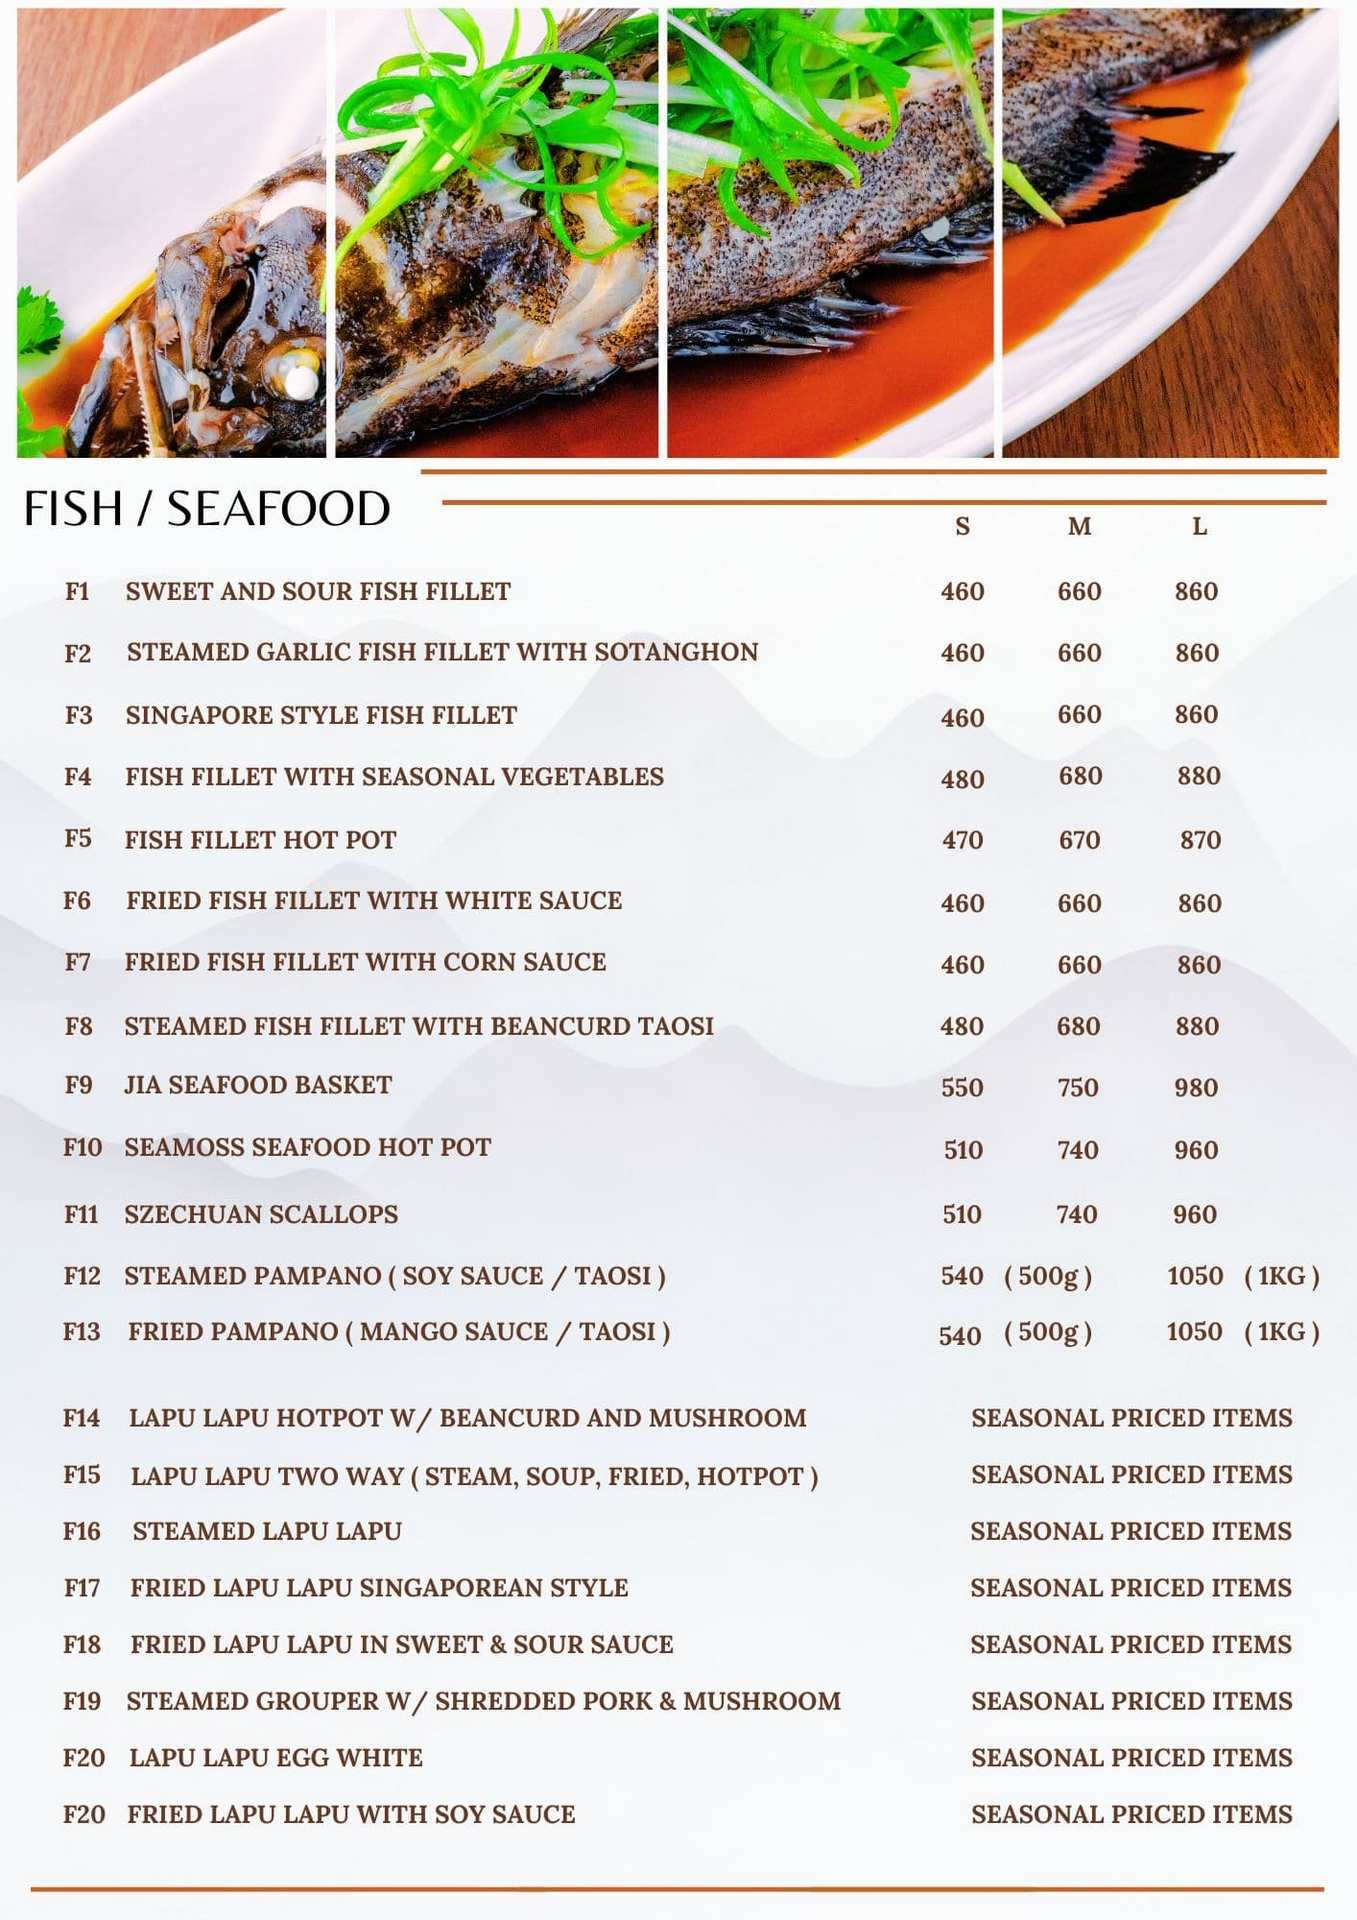 FISH / SEAFOOD
S M L
F1 SWEET AND SOUR FISH FILLET 460 660 860
F2 STEAMED GARLIC FISH FILLET WITH SOTANGHON 460 660 860
F3 SINGAPORE STYLE FISH FILLET 460 660 860
F4 FISH FILLET WITH SEASONAL VEGETABLES 480 680 880
F5 FISH FILLET HOT POT 470 670 870
F6 FRIED FISH FILLET WITH WHITE SAUCE 460 660 860
F7 FRIED FISH FILLET WITH CORN SAUCE 460 660 860
F8 STEAMED FISH FILLET WITH BEANCURD TAOSI 480 680 880
F9 JIA SEAFOOD BASKET 550 750 980
F10 SEAMOSS SEAFOOD HOT POT 510 740 960
F11 SZECHUAN SCALLOPS 510 740 960
F12 STEAMED PAMPANO ( SOY SAUCE / TAOSI ) 540 ( 500g ) 1050 ( 1KG )
F13 FRIED PAMPANO ( MANGO SAUCE / TAOSI ) 540 ( 500g ) 1050 ( 1KG )
F14 LAPU LAPU HOTPOT W/ BEANCURD AND MUSHROOM SEASONAL PRICED ITEMS
F15 LAPU LAPU TWO WAY ( STEAM, SOUP, FRIED, HOTPOT ) SEASONAL PRICED ITEMS
F16 STEAMED LAPU LAPU SEASONAL PRICED ITEMS
F17 FRIED LAPU LAPU SINGAPOREAN STYLE SEASONAL PRICED ITEMS
F18 FRIED LAPU LAPU IN SWEET & SOUR SAUCE SEASONAL PRICED ITEMS
F19 STEAMED GROUPER W/ SHREDDED PORK & MUSHROOM SEASONAL PRICED ITEMS
F20 LAPU LAPU EGG WHITE SEASONAL PRICED ITEMS
F20 FRIED LAPU LAPU WITH SOY SAUCE SEASONAL PRICED ITEMS